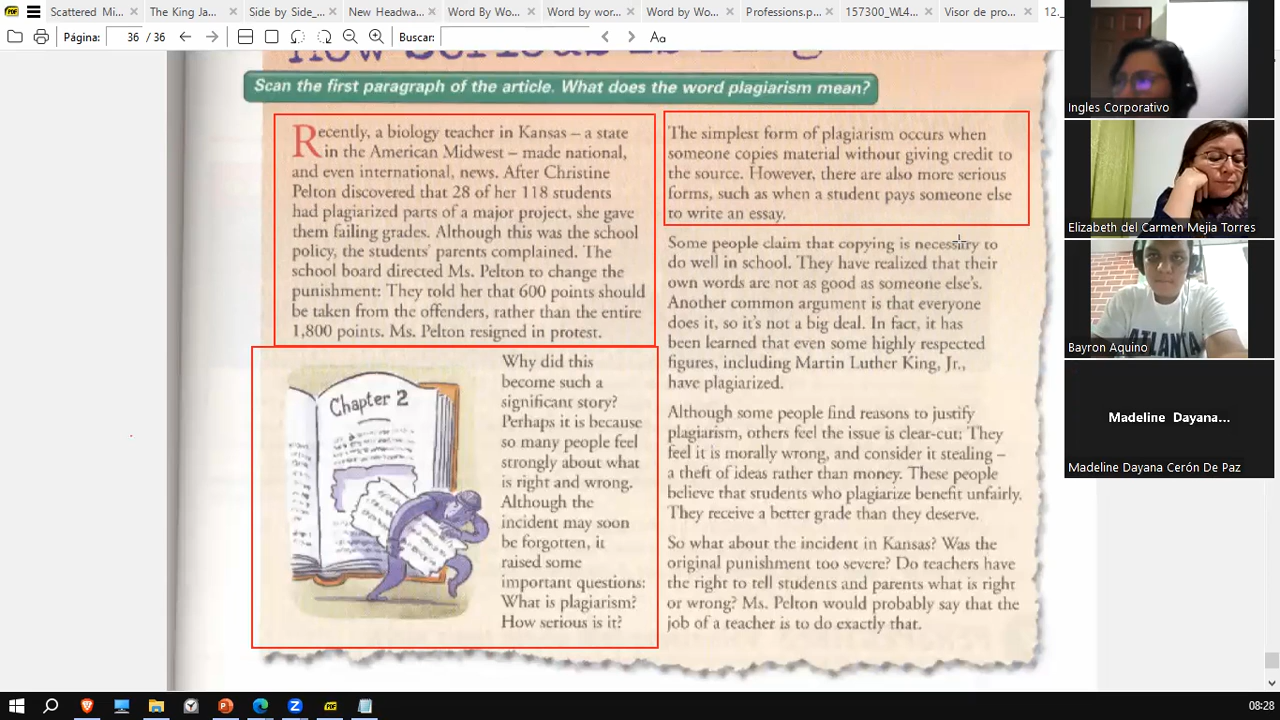 Scattered Mi...
The King Ja...
Side by Side_...
New Headwa...
Word By Wo...
Word by wor...
Word by Wo...
Professions.p...
157300_WL4...
Visor de pro...
12._
Página:
36 / 36
Buscar:
Aa
Scan the first paragraph of the article. What does the word plagiarism mean?
Recently, a biology teacher in Kansas – a state
in the American Midwest – made national,
and even international, news. After Christine
Pelton discovered that 28 of her 118 students
had plagiarized parts of a major project, she gave
them failing grades. Although this was the school
policy, the students' parents complained. The
school board directed Ms. Pelton to change the
punishment: They told her that 600 points should
be taken from the offenders, rather than the entire
1,800 points. Ms. Pelton resigned in protest.
Chapter 2
Why did this
become such a
significant story?
Perhaps it is because
so many people feel
strongly about what
is right and wrong.
Although the
incident may soon
be forgotten, it
raised some
important questions:
What is plagiarism?
How serious is it?
The simplest form of plagiarism occurs when
someone copies material without giving credit to
the source. However, there are also more serious
forms, such as when a student pays someone else
to write an essay.
Some people claim that copying is necessary to
do well in school. They have realized that their
own words are not as good as someone else's.
Another common argument is that everyone
does it, so it's not a big deal. In fact, it has
been learned that even some highly respected
figures, including Martin Luther King, Jr.,
have plagiarized.
Although some people find reasons to justify
plagiarism, others feel the issue is clear-cut: They
feel it is morally wrong, and consider it stealing –
a theft of ideas rather than money. These people
believe that students who plagiarize benefit unfairly.
They receive a better grade than they deserve.
So what about the incident in Kansas? Was the
original punishment too severe? Do teachers have
the right to tell students and parents what is right
or wrong? Ms. Pelton would probably say that the
job of a teacher is to do exactly that.
Ingles Corporativo
Elizabeth del Carmen Mejia Torres
ATLANTA
Bayron Aquino
Madeline Dayana...
Madeline Dayana Cerón De Paz
08:28